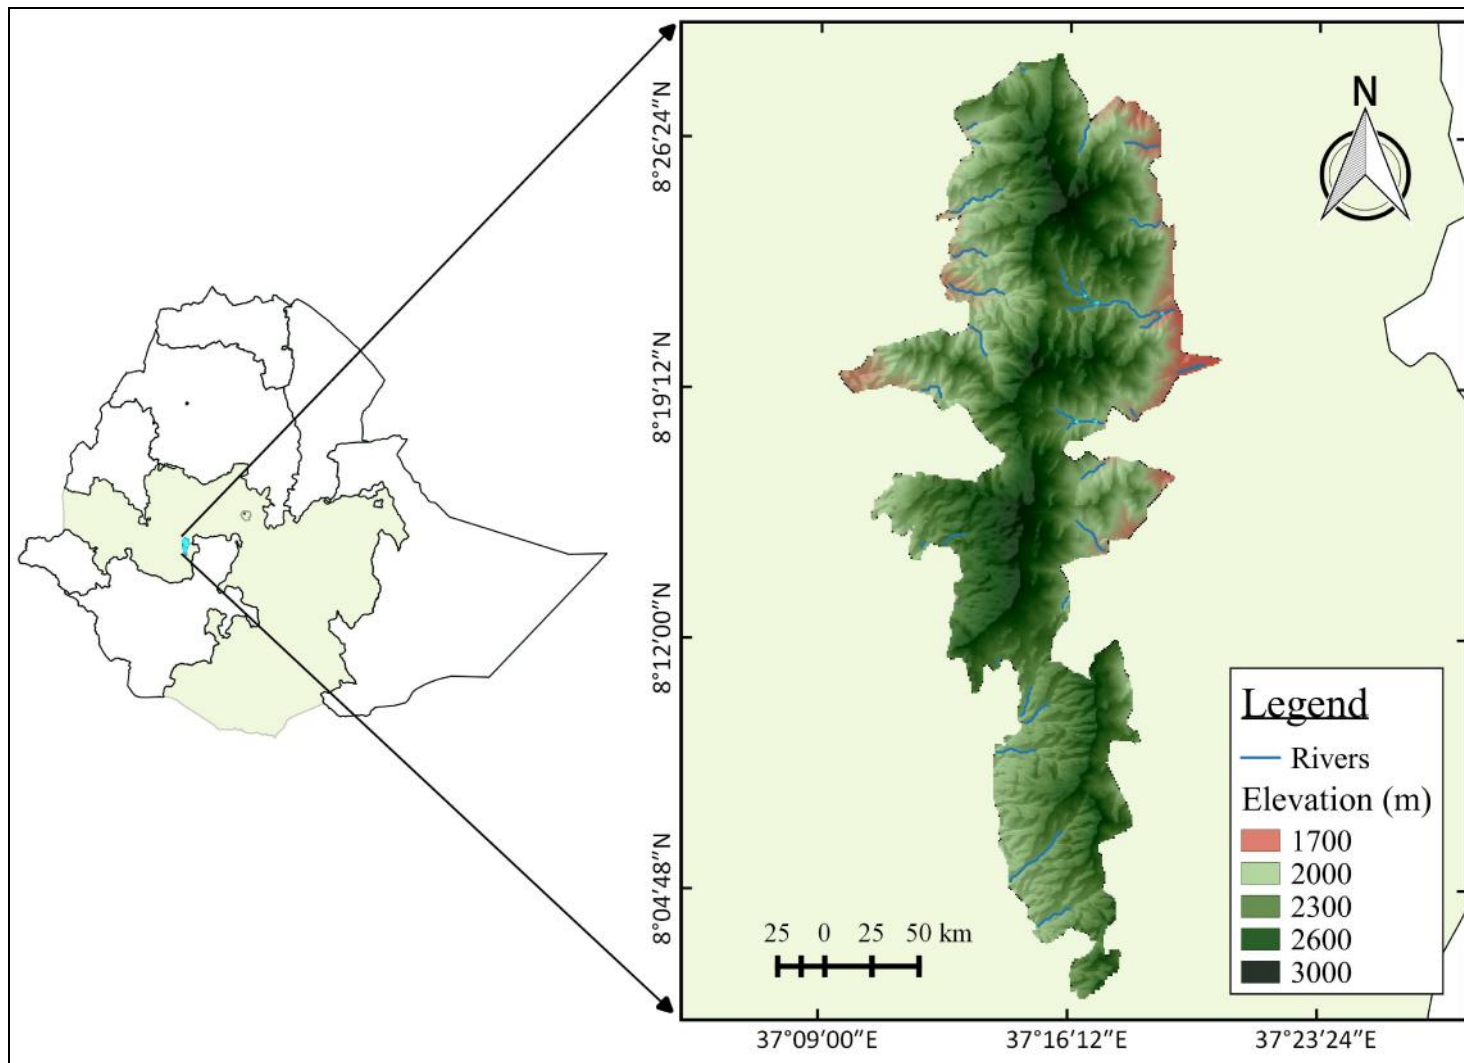 N
8°26′24″N
8°19′12″N
8°12′00″N
8°04′48″N
Legend
Rivers
Elevation (m)
1700
2000
2300
2600
3000
25 0 25 50 km
37°09′00″E 37°16′12″E 37°23′24″E